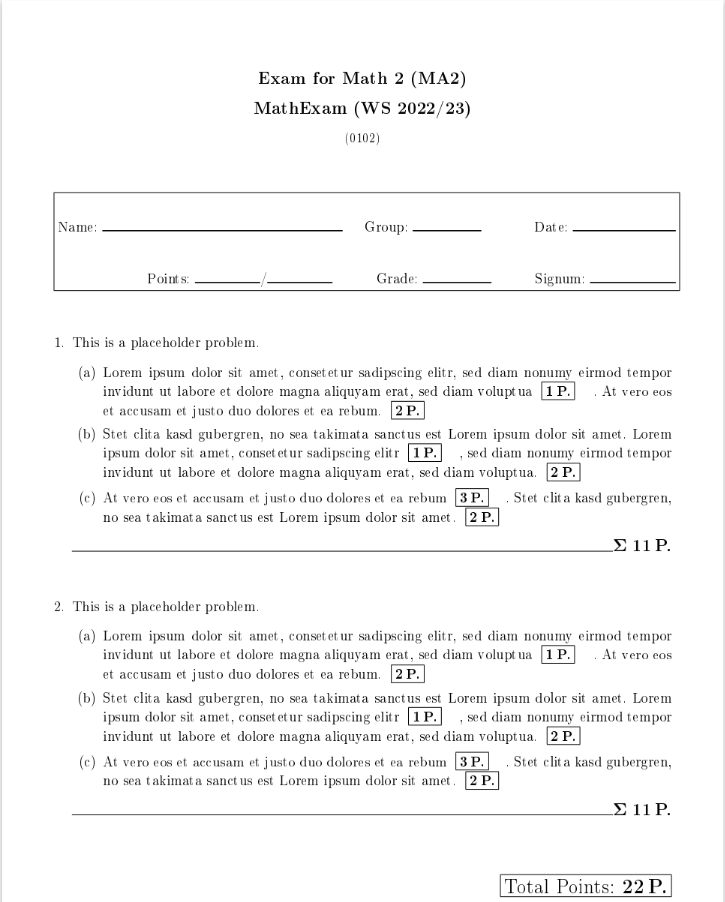 Exam for Math 2 (MA2)
MathExam (WS 2022/23)
(0102)
Name: Group: Date:
Points: / Grade: Signum:
1. This is a placeholder problem.
(a) Lorem ipsum dolor sit amet, consetetur sadipscing elitr, sed diam nonumy eirmod tempor
invidunt ut labore et dolore magna aliquyam erat, sed diam voluptua 1 P. . At vero eos
et accusam et justo duo dolores et ea rebum. 2 P.
(b) Stet clita kasd gubergren, no sea takimata sanctus est Lorem ipsum dolor sit amet. Lorem
ipsum dolor sit amet, consetetur sadipscing elitr 1 P. , sed diam nonumy eirmod tempor
invidunt ut labore et dolore magna aliquyam erat, sed diam voluptua. 2 P.
(c) At vero eos et accusam et justo duo dolores et ea rebum 3 P. . Stet clita kasd gubergren,
no sea takimata sanctus est Lorem ipsum dolor sit amet. 2 P.
Σ 11 P.
2. This is a placeholder problem.
(a) Lorem ipsum dolor sit amet, consetetur sadipscing elitr, sed diam nonumy eirmod tempor
invidunt ut labore et dolore magna aliquyam erat, sed diam voluptua 1 P. . At vero eos
et accusam et justo duo dolores et ea rebum. 2 P.
(b) Stet clita kasd gubergren, no sea takimata sanctus est Lorem ipsum dolor sit amet. Lorem
ipsum dolor sit amet, consetetur sadipscing elitr 1 P. , sed diam nonumy eirmod tempor
invidunt ut labore et dolore magna aliquyam erat, sed diam voluptua. 2 P.
(c) At vero eos et accusam et justo duo dolores et ea rebum 3 P. . Stet clita kasd gubergren,
no sea takimata sanctus est Lorem ipsum dolor sit amet. 2 P.
Σ 11 P.
Total Points: 22 P.